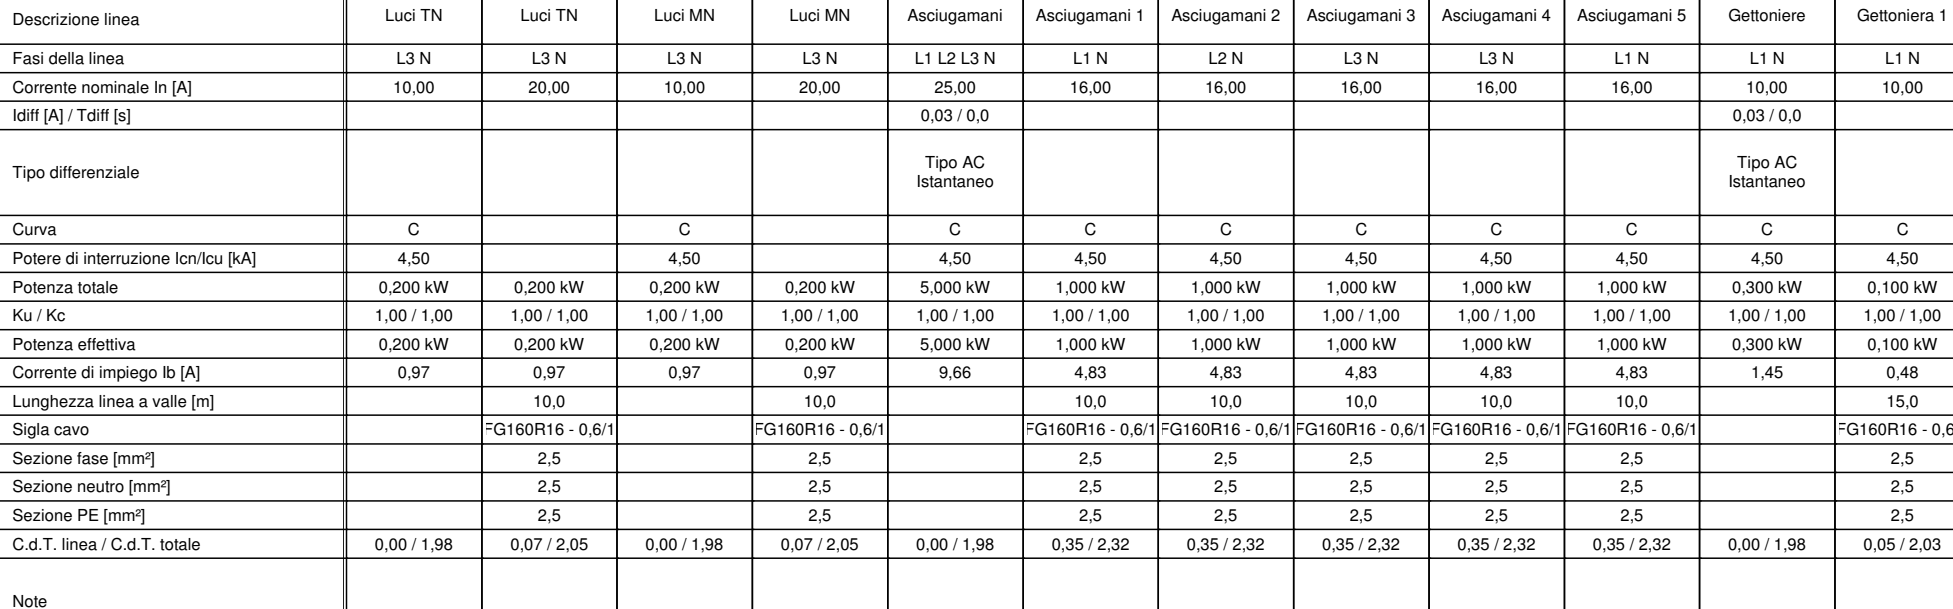 Descrizione linea Luci TN Luci TN Luci MN Luci MN Asciugamani Asciugamani 1 Asciugamani 2 Asciugamani 3 Asciugamani 4 Asciugamani 5 Gettoniere Gettoniera 1
Fasi della linea L3 N L3 N L3 N L3 N L1 L2 L3 N L1 N L2 N L3 N L3 N L1 N L1 N L1 N
Corrente nominale In [A] 10,00 20,00 10,00 20,00 25,00 16,00 16,00 16,00 16,00 16,00 10,00 10,00
Idiff [A] / Tdiff [s] 0,03 / 0,0 0,03 / 0,0
Tipo differenziale Tipo AC Istantaneo Tipo AC Istantaneo
Curva C C C C C C C C C C
Potere di interruzione Icn/Icu [kA] 4,50 4,50 4,50 4,50 4,50 4,50 4,50 4,50 4,50 4,50
Potenza totale 0,200 kW 0,200 kW 0,200 kW 0,200 kW 5,000 kW 1,000 kW 1,000 kW 1,000 kW 1,000 kW 1,000 kW 0,300 kW 0,100 kW
Ku / Kc 1,00 / 1,00 1,00 / 1,00 1,00 / 1,00 1,00 / 1,00 1,00 / 1,00 1,00 / 1,00 1,00 / 1,00 1,00 / 1,00 1,00 / 1,00 1,00 / 1,00 1,00 / 1,00 1,00 / 1,00
Potenza effettiva 0,200 kW 0,200 kW 0,200 kW 0,200 kW 5,000 kW 1,000 kW 1,000 kW 1,000 kW 1,000 kW 1,000 kW 0,300 kW 0,100 kW
Corrente di impiego Ib [A] 0,97 0,97 0,97 0,97 9,66 4,83 4,83 4,83 4,83 4,83 1,45 0,48
Lunghezza linea a valle [m] 10,0 10,0 10,0 10,0 10,0 10,0 10,0 15,0
Sigla cavo FG16OR16 - 0,6/1 FG16OR16 - 0,6/1 FG16OR16 - 0,6/1 FG16OR16 - 0,6/1 FG16OR16 - 0,6/1 FG16OR16 - 0,6/1 FG16OR16 - 0,6/1 FG16OR16 - 0,6
Sezione fase [mm²] 2,5 2,5 2,5 2,5 2,5 2,5 2,5 2,5
Sezione neutro [mm²] 2,5 2,5 2,5 2,5 2,5 2,5 2,5 2,5
Sezione PE [mm²] 2,5 2,5 2,5 2,5 2,5 2,5 2,5 2,5
C.d.T. linea / C.d.T. totale 0,00 / 1,98 0,07 / 2,05 0,00 / 1,98 0,07 / 2,05 0,00 / 1,98 0,35 / 2,32 0,35 / 2,32 0,35 / 2,32 0,35 / 2,32 0,35 / 2,32 0,00 / 1,98 0,05 / 2,03
Note